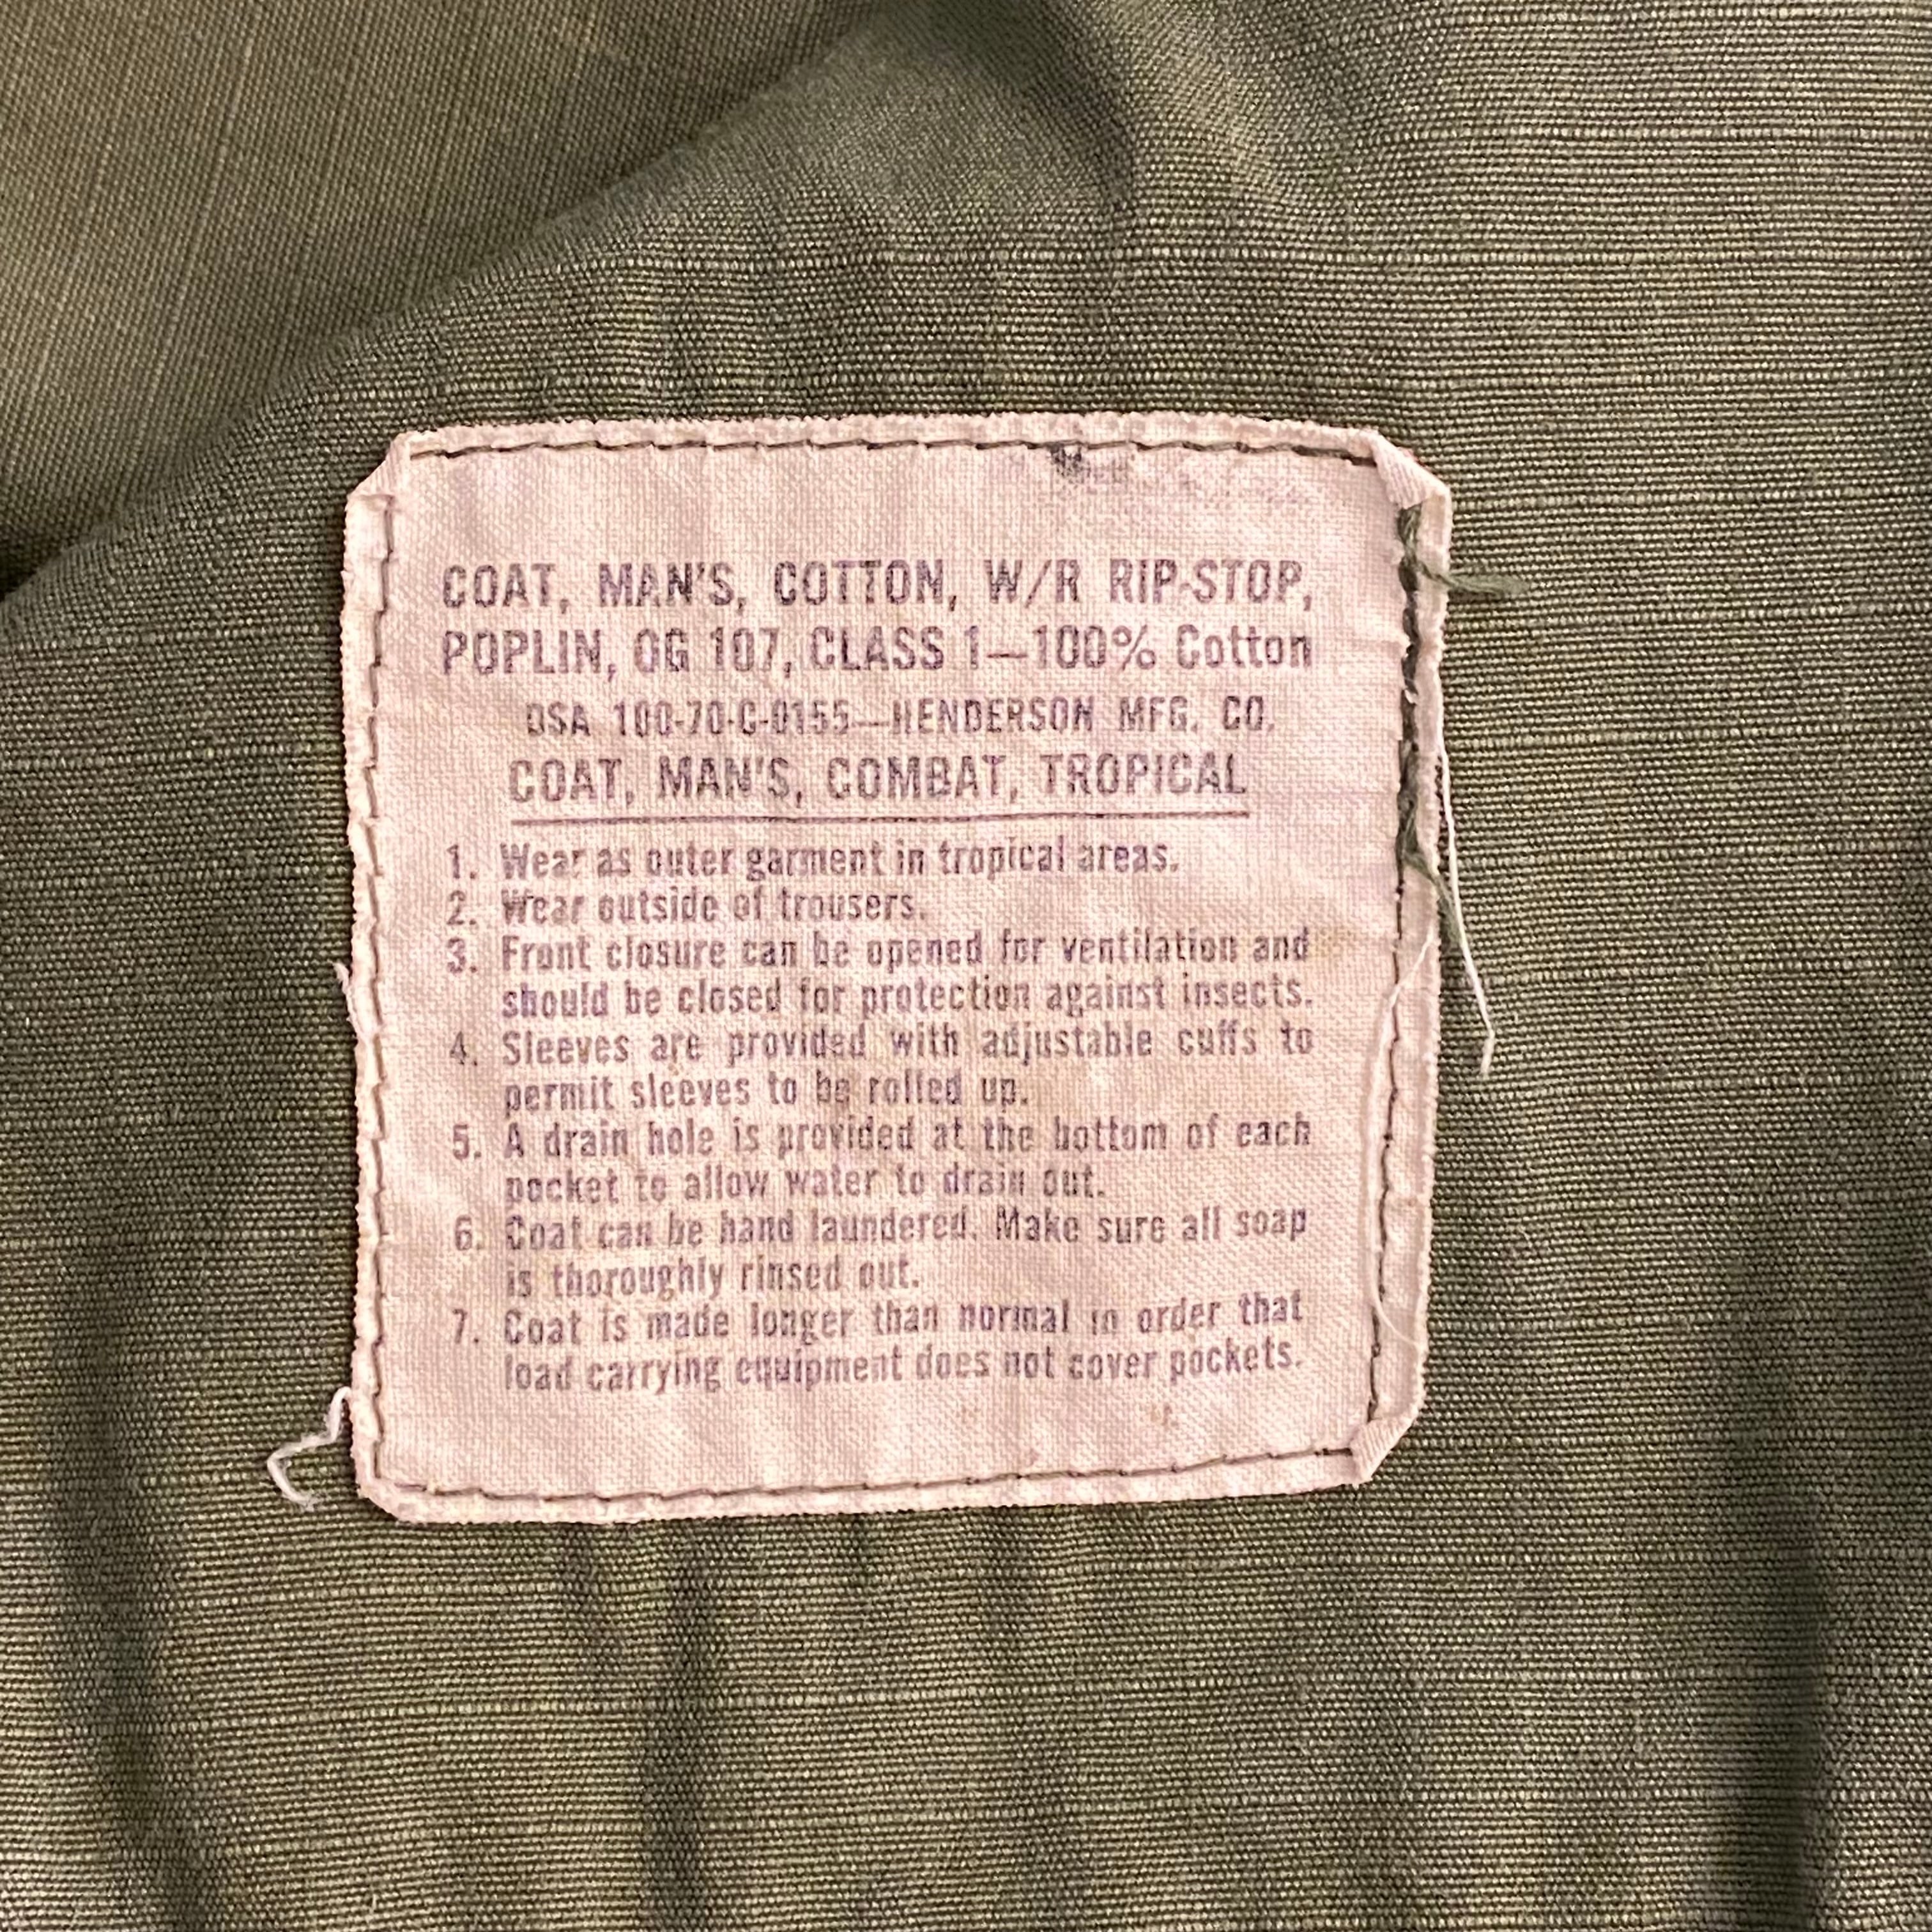 COAT, MAN'S, COTTON, W/R RIP-STOP,
POPLIN, OG 107, CLASS 1—100% Cotton
DSA 100-70-C-0155—HENDERSON MFG. CO.
COAT, MAN'S, COMBAT, TROPICAL
1. Wear as outer garment in tropical areas.
2. Wear outside of trousers.
3. Front closure can be opened for ventilation and
should be closed for protection against insects.
4. Sleeves are provided with adjustable cuffs to
permit sleeves to be rolled up.
5. A drain hole is provided at the bottom of each
pocket to allow water to drain out.
6. Coat can be hand laundered. Make sure all soap
is thoroughly rinsed out.
7. Coat is made longer than normal in order that
load carrying equipment does not cover pockets.